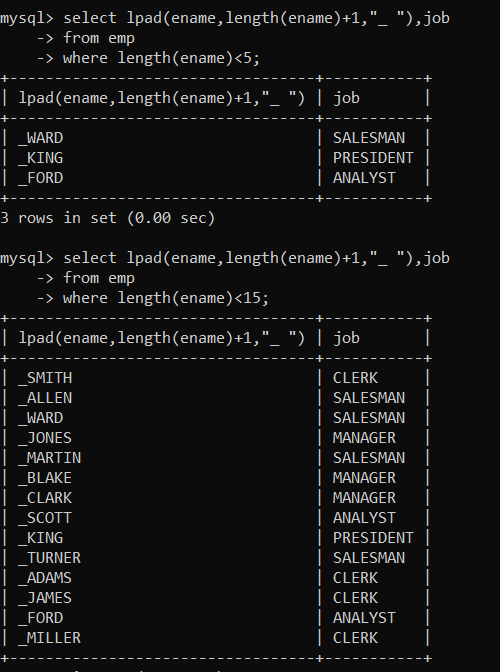 mysql> select lpad(ename,length(ename)+1,"_ "),job
    -> from emp
    -> where length(ename)<5;
+----------------------------------+-----------+
| lpad(ename,length(ename)+1,"_ ") | job       |
+----------------------------------+-----------+
| _WARD                            | SALESMAN  |
| _KING                            | PRESIDENT |
| _FORD                            | ANALYST   |
+----------------------------------+-----------+
3 rows in set (0.00 sec)

mysql> select lpad(ename,length(ename)+1,"_ "),job
    -> from emp
    -> where length(ename)<15;
+----------------------------------+-----------+
| lpad(ename,length(ename)+1,"_ ") | job       |
+----------------------------------+-----------+
| _SMITH                           | CLERK     |
| _ALLEN                           | SALESMAN  |
| _WARD                            | SALESMAN  |
| _JONES                           | MANAGER   |
| _MARTIN                          | SALESMAN  |
| _BLAKE                           | MANAGER   |
| _CLARK                           | MANAGER   |
| _SCOTT                           | ANALYST   |
| _KING                            | PRESIDENT |
| _TURNER                          | SALESMAN  |
| _ADAMS                           | CLERK     |
| _JAMES                           | CLERK     |
| _FORD                            | ANALYST   |
| _MILLER                          | CLERK     |
+----------------------------------+-----------+